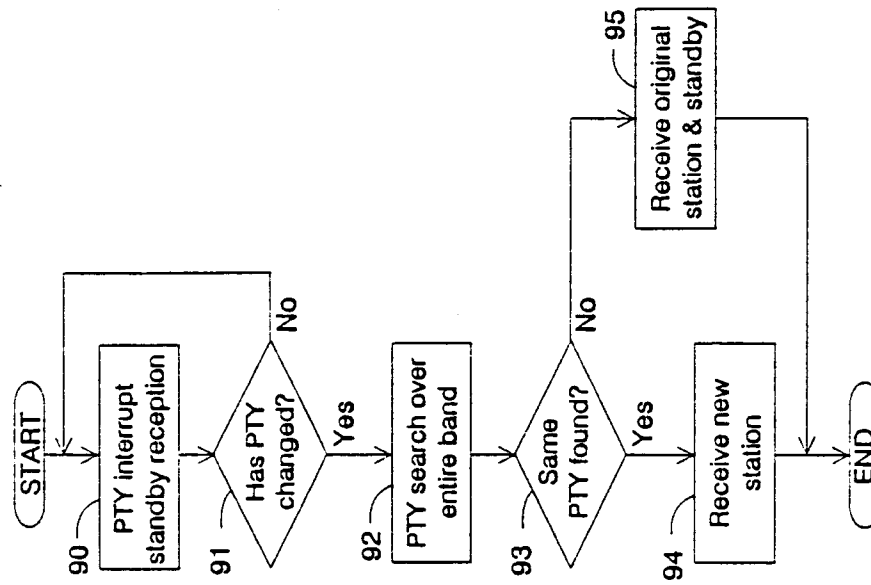 START
90
PTY interrupt
standby reception
91
Has PTY
changed?
No
Yes
92
PTY search over
entire band
93
Same
PTY found?
No
Yes
94
Receive new
station
95
Receive original
station & standby
END